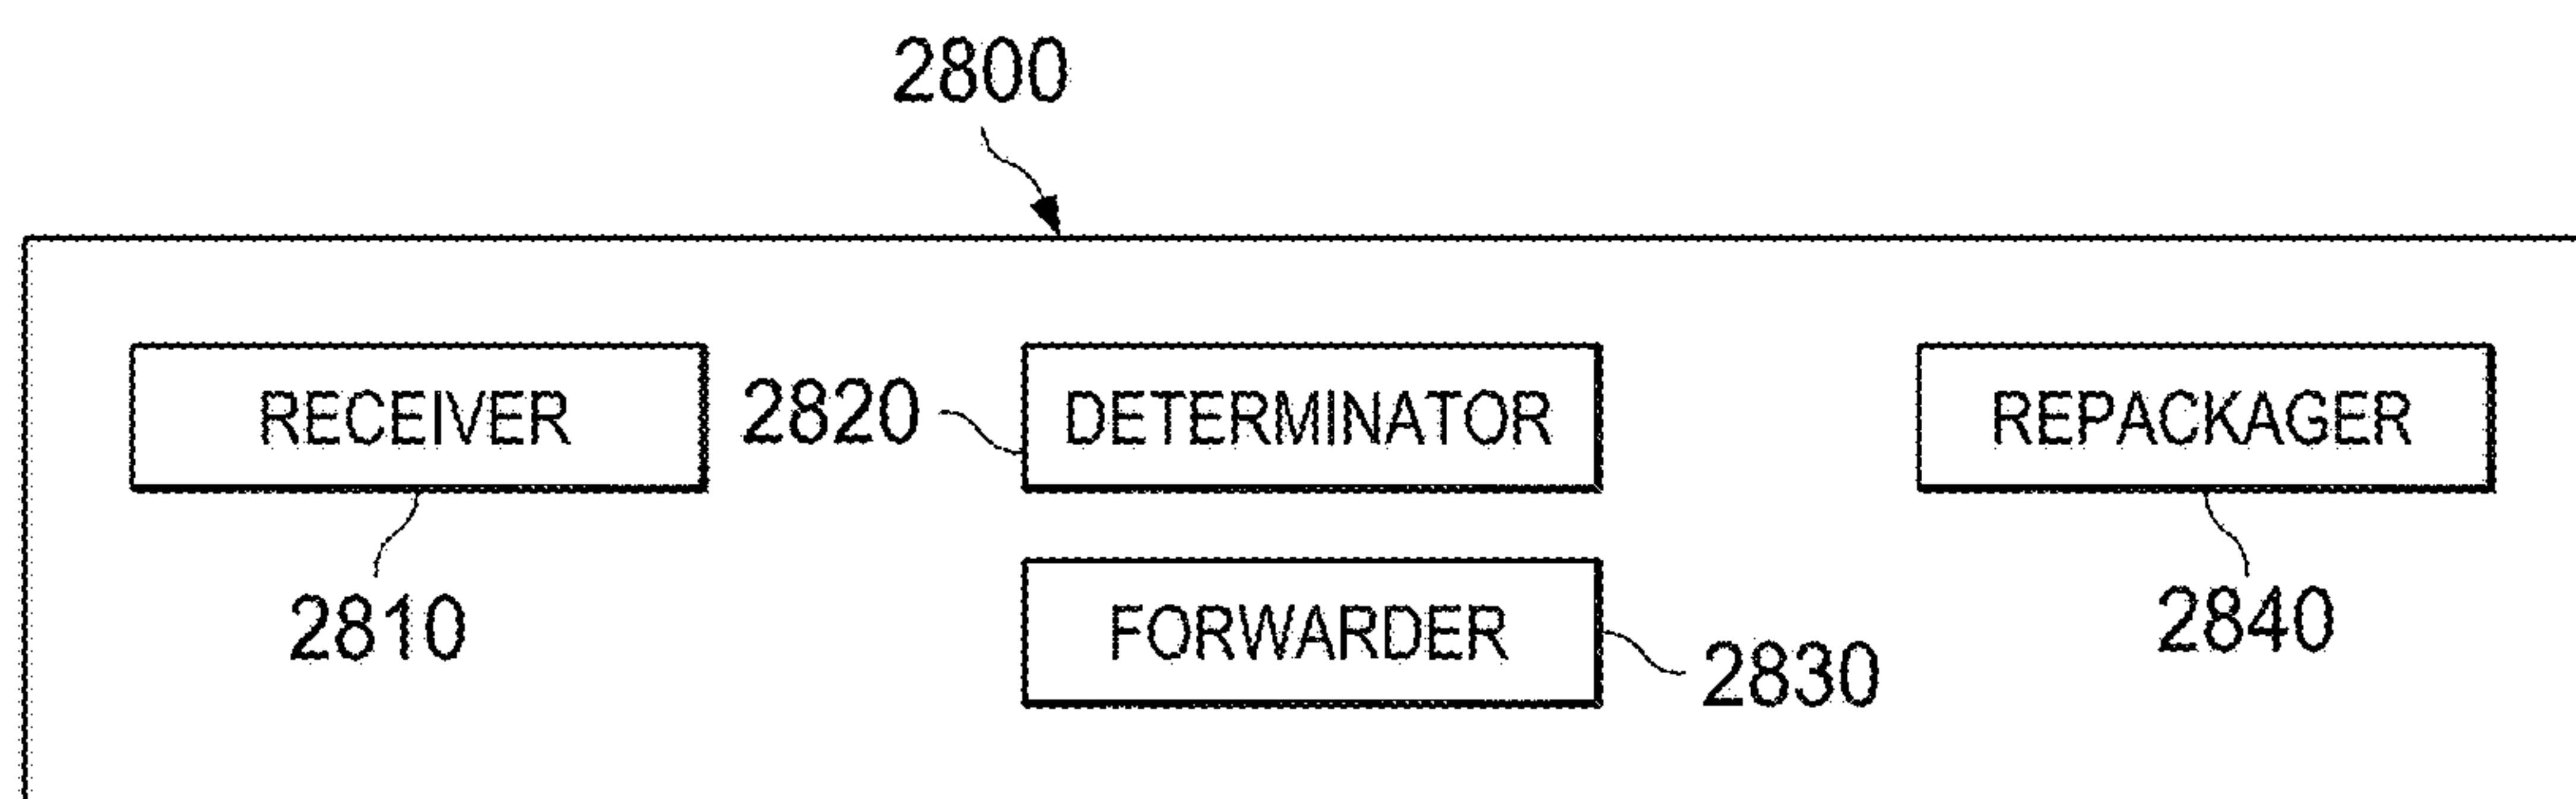 2800
RECEIVER
2820
DETERMINATOR
REPACKAGER
2810
FORWARDER
2830
2840